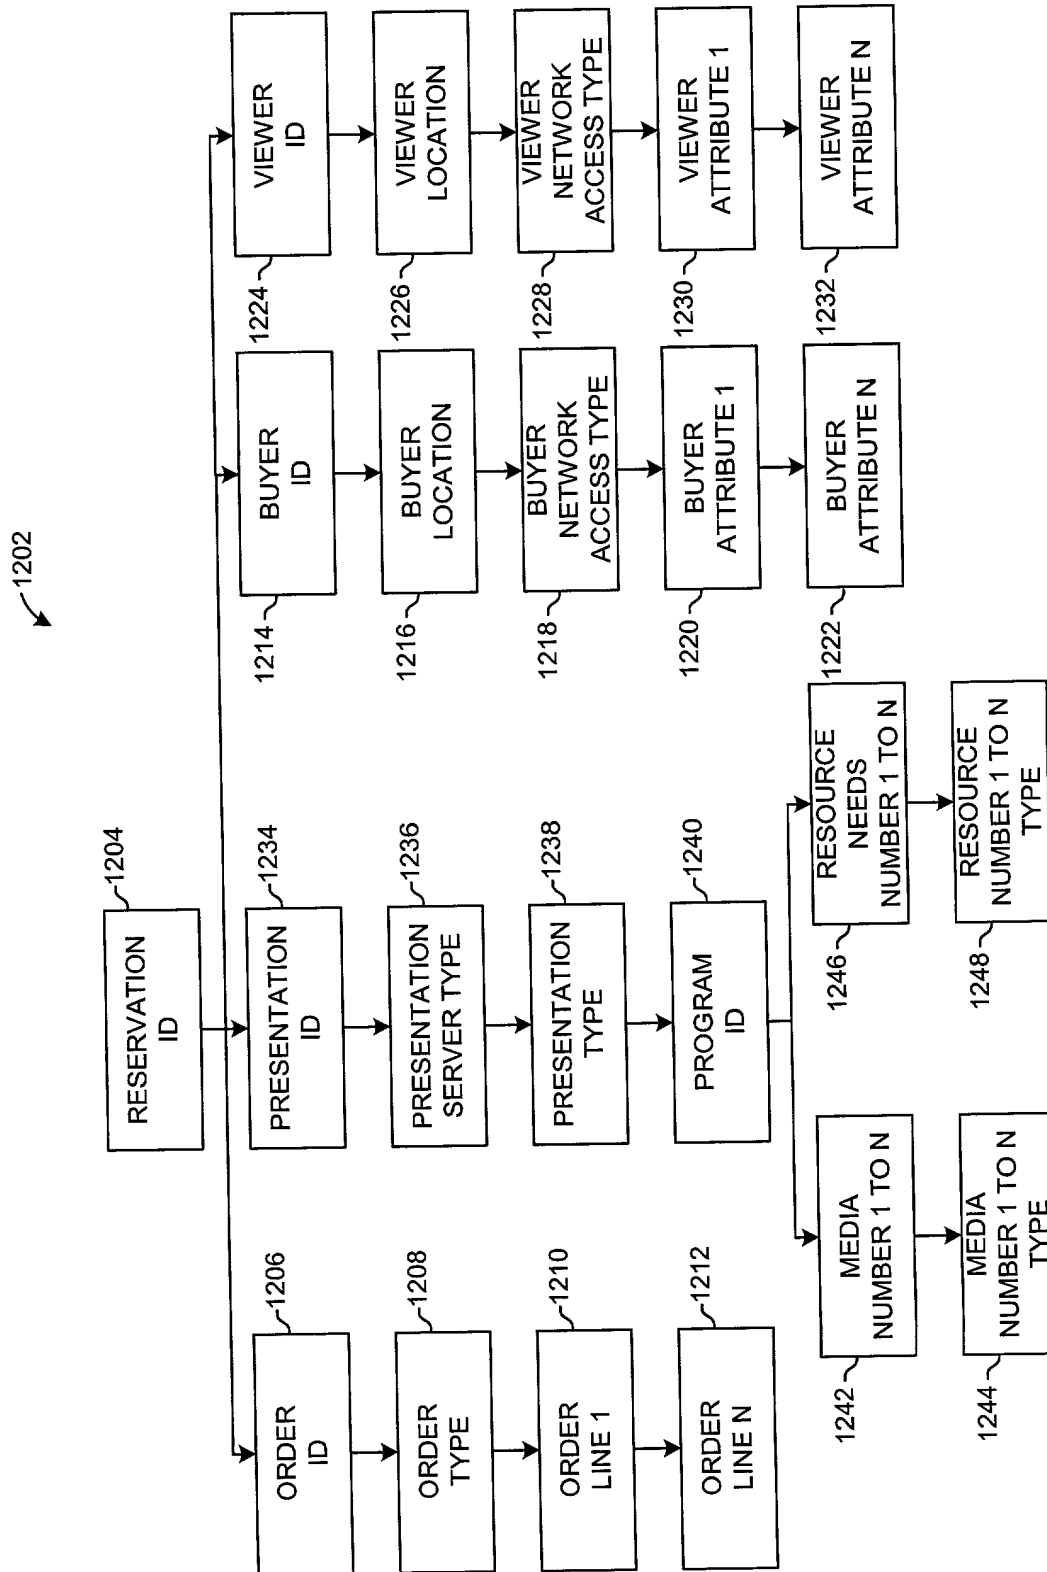 1202
RESERVATION
ID
1204
ORDER
ID
1206
ORDER
TYPE
1208
ORDER
LINE 1
1210
ORDER
LINE N
1212
PRESENTATION
ID
1234
PRESENTATION
SERVER TYPE
1236
PRESENTATION
TYPE
1238
PROGRAM
ID
1240
MEDIA
NUMBER 1 TO N
1242
MEDIA
NUMBER 1 TO N
TYPE
1244
RESOURCE
NEEDS
NUMBER 1 TO N
1246
RESOURCE
NUMBER 1 TO N
TYPE
1248
BUYER
ID
1214
BUYER
LOCATION
1216
BUYER
NETWORK
ACCESS TYPE
1218
BUYER
ATTRIBUTE 1
1220
BUYER
ATTRIBUTE N
1222
VIEWER
ID
1224
VIEWER
LOCATION
1226
VIEWER
NETWORK
ACCESS TYPE
1228
VIEWER
ATTRIBUTE 1
1230
VIEWER
ATTRIBUTE N
1232